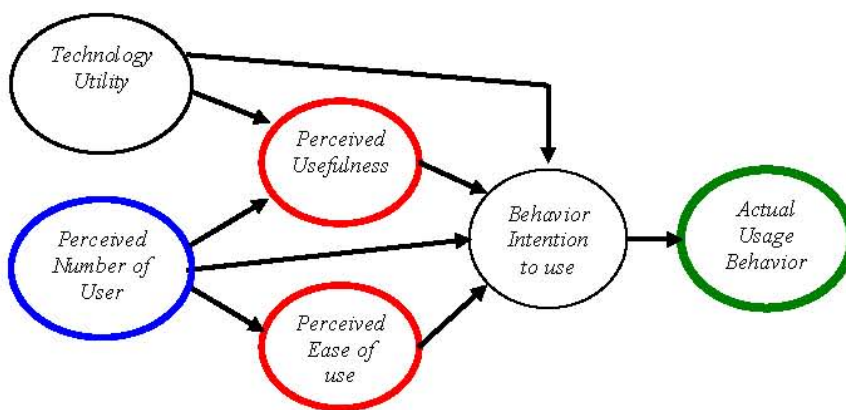 Technology
Utility
Perceived
Usefulness
Perceived
Number of
User
Perceived
Ease of
use
Behavior
Intention
to use
Actual
Usage
Behavior